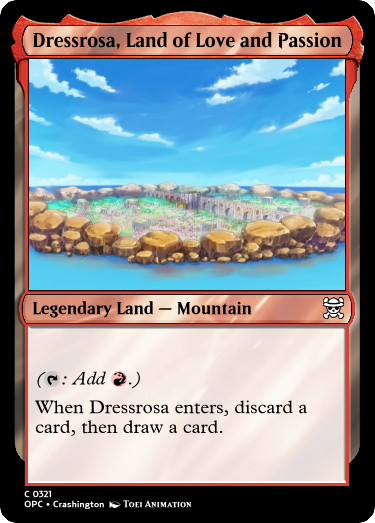 Dressrosa, Land of Love and Passion
Legendary Land — Mountain
(: Add .)
When Dressrosa enters, discard a
card, then draw a card.
C 0321
OPC • Crashington TOEI ANIMATION